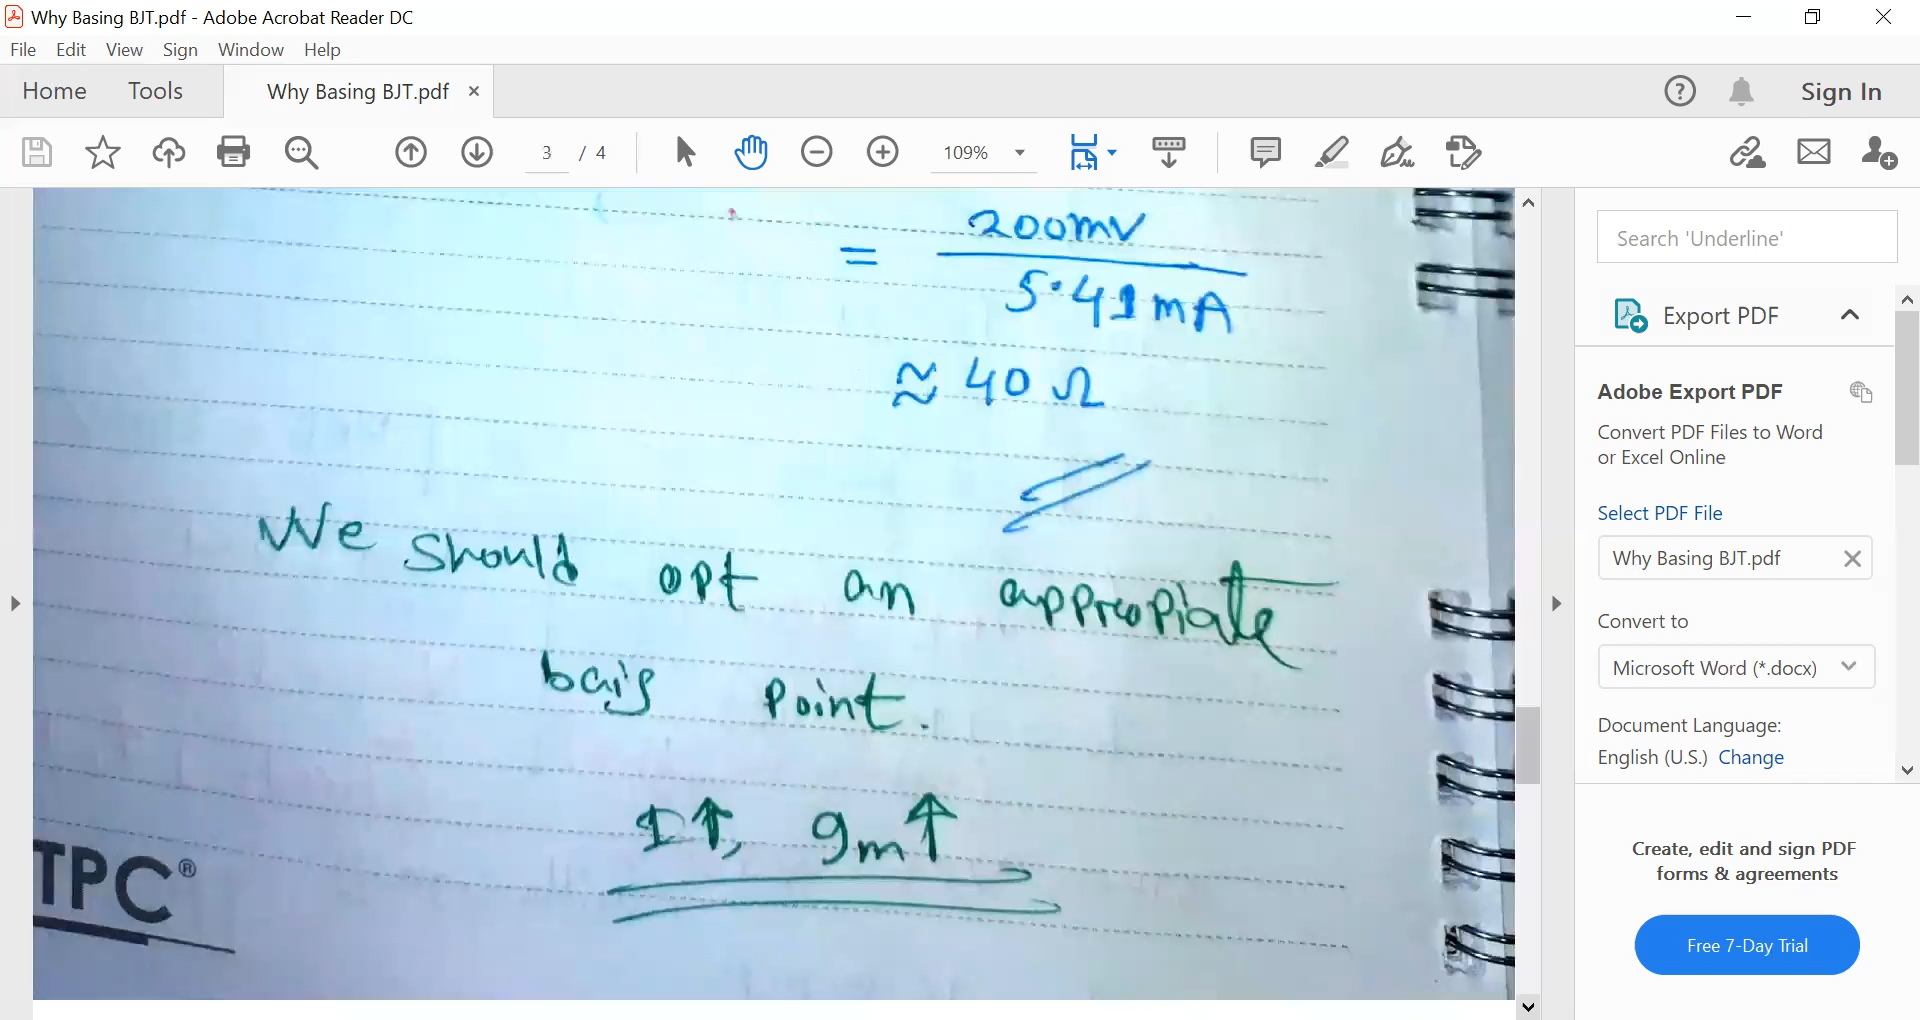 Why Basing BJT.pdf - Adobe Acrobat Reader DC
File Edit View Sign Window Help
Home Tools Why Basing BJT.pdf × Sign In
3 / 4 109%
= 200mV
5.41mA
≈ 40 Ω
We should opt an appropiate
bais point.
I↑, gm↑
TPC®
Search 'Underline'
Export PDF
Adobe Export PDF
Convert PDF Files to Word
or Excel Online
Select PDF File
Why Basing BJT.pdf
Convert to
Microsoft Word (*.docx)
Document Language:
English (U.S.) Change
Create, edit and sign PDF
forms & agreements
Free 7-Day Trial